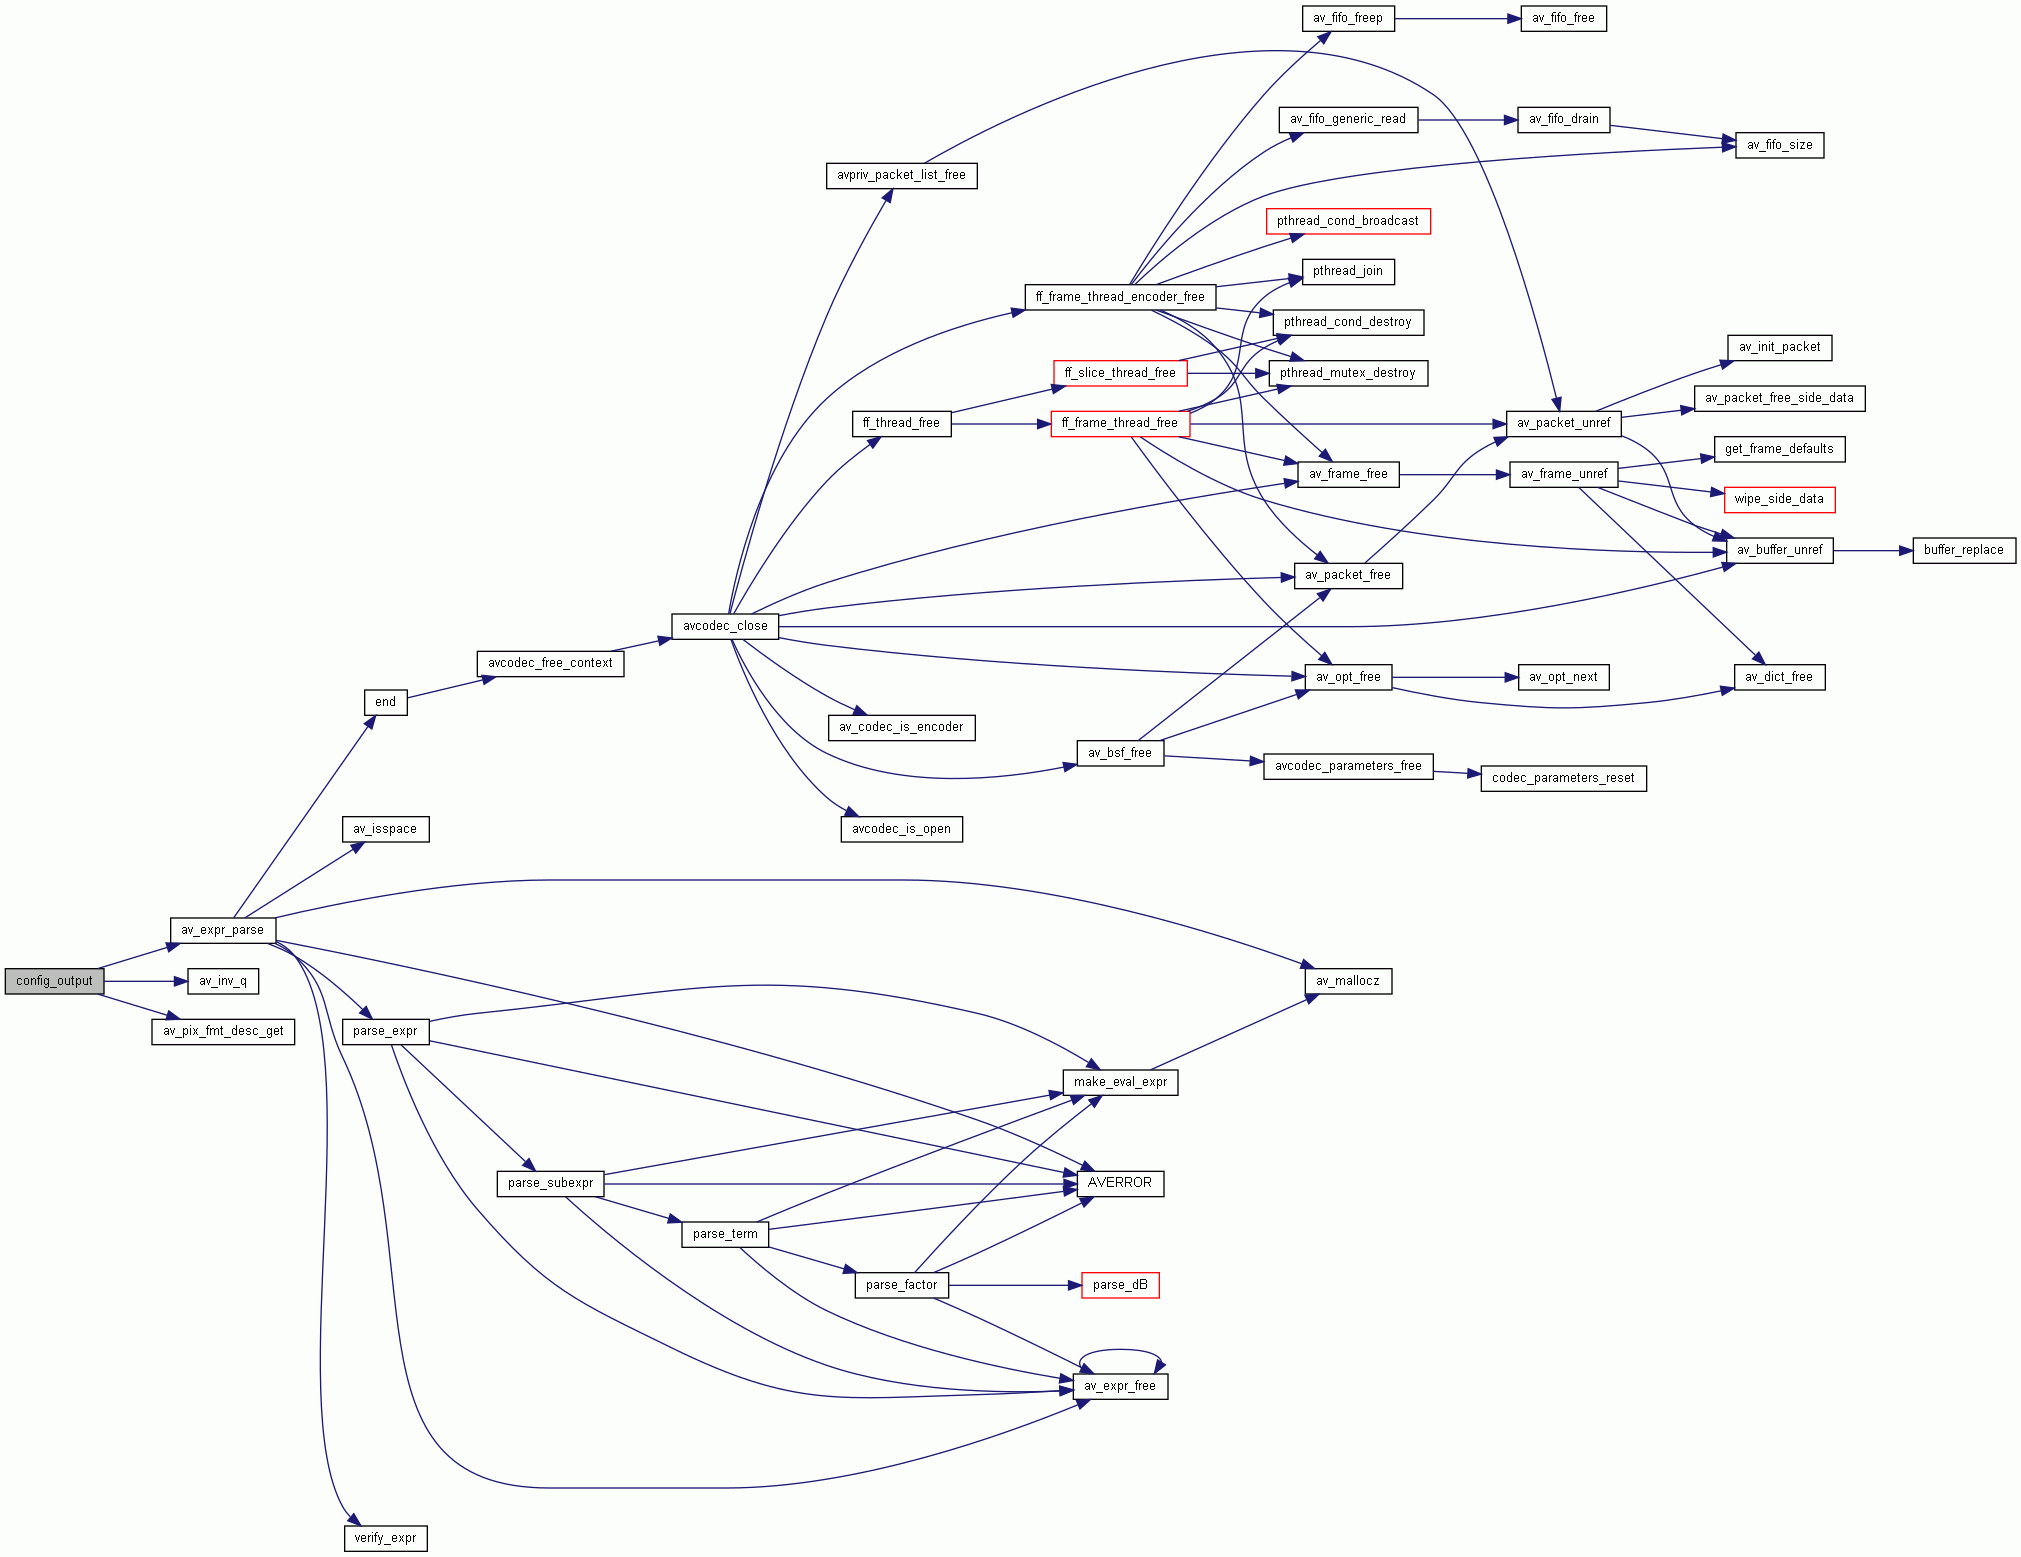 av_fifo_freep
av_fifo_free
av_fifo_generic_read
av_fifo_drain
av_fifo_size
avpriv_packet_list_free
pthread_cond_broadcast
pthread_join
ff_frame_thread_encoder_free
pthread_cond_destroy
av_init_packet
ff_slice_thread_free
pthread_mutex_destroy
av_packet_free_side_data
ff_thread_free
ff_frame_thread_free
av_packet_unref
get_frame_defaults
av_frame_free
av_frame_unref
wipe_side_data
av_buffer_unref
buffer_replace
av_packet_free
avcodec_close
avcodec_free_context
av_opt_free
av_opt_next
av_dict_free
end
av_codec_is_encoder
av_bsf_free
avcodec_parameters_free
codec_parameters_reset
av_isspace
avcodec_is_open
av_expr_parse
config_output
av_inv_q
av_mallocz
av_pix_fmt_desc_get
parse_expr
make_eval_expr
parse_subexpr
AVERROR
parse_term
parse_factor
parse_dB
av_expr_free
verify_expr